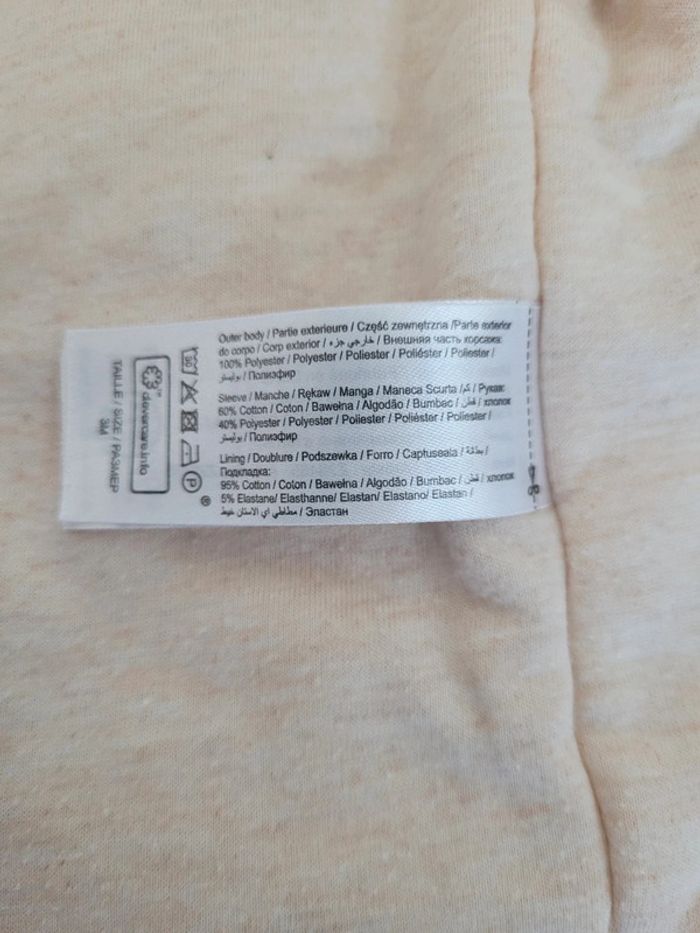 Outer body / Partie exterieure / Część zewnętrzna /Parte exterior
do corpo / Corp exterior / خارجي جزء / Внешняя часть корсажа:
100% Polyester / Polyester / Poliester / Poliéster / Poliester /
بوليستر / Полиэфир
Sleeve / Manche / Rękaw / Manga / Maneca Scurta /كم / Рукав:
60% Cotton / Coton / Bawełna / Algodão / Bumbac / قطن / хлопок
40% Polyester / Polyester / Poliester / Poliéster / Poliester /
بوليستر / Полиэфир
Lining / Doublure / Podszewka / Forro / Captuseala / بطانة /
Подкладка:
95% Cotton / Coton / Bawełna / Algodão / Bumbac / قطن / хлопок
5% Elastane/ Elasthanne/ Elastan/ Elastano/ Elastan /
مطاطي اي الاستان خيط / Эластан
30
P
®
clevercare.info
TAILLE / SIZE / РАЗМЕР
3M